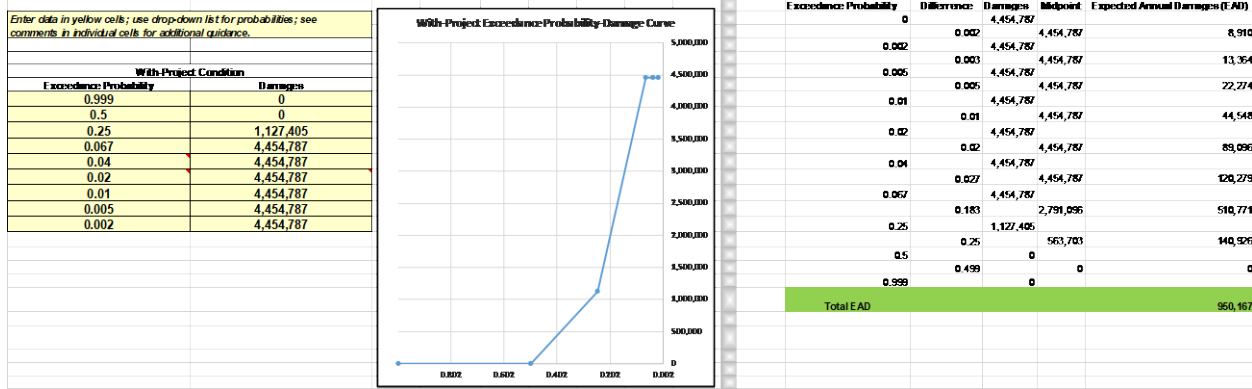 Enter data in yellow cells; use drop-down list for probabilities; see
comments in individual cells for additional guidance.
With-Project Condition
Exceedance Probability Damages
0.999 0
0.5 0
0.25 1,127,405
0.067 4,454,787
0.04 4,454,787
0.02 4,454,787
0.01 4,454,787
0.005 4,454,787
0.002 4,454,787
With-Project Exceedance Probability-Damage Curve
5,000,000
4,500,000
4,000,000
3,500,000
3,000,000
2,500,000
2,000,000
1,500,000
1,000,000
500,000
0
0.802 0.602 0.402 0.202 0.002
Exceedance Probability Difference Damages Midpoint Expected Annual Damages (EAD)
0 4,454,787
0.002 4,454,787 8,910
0.002 4,454,787
0.003 4,454,787 13,364
0.005 4,454,787
0.005 4,454,787 22,274
0.01 4,454,787
0.01 4,454,787 44,548
0.02 4,454,787
0.02 4,454,787 89,096
0.04 4,454,787
0.027 4,454,787 120,279
0.067 4,454,787
0.183 2,791,096 510,771
0.25 1,127,405
0.25 563,703 140,926
0.5 0
0.499 0 0
0.999 0
Total EAD 950,167